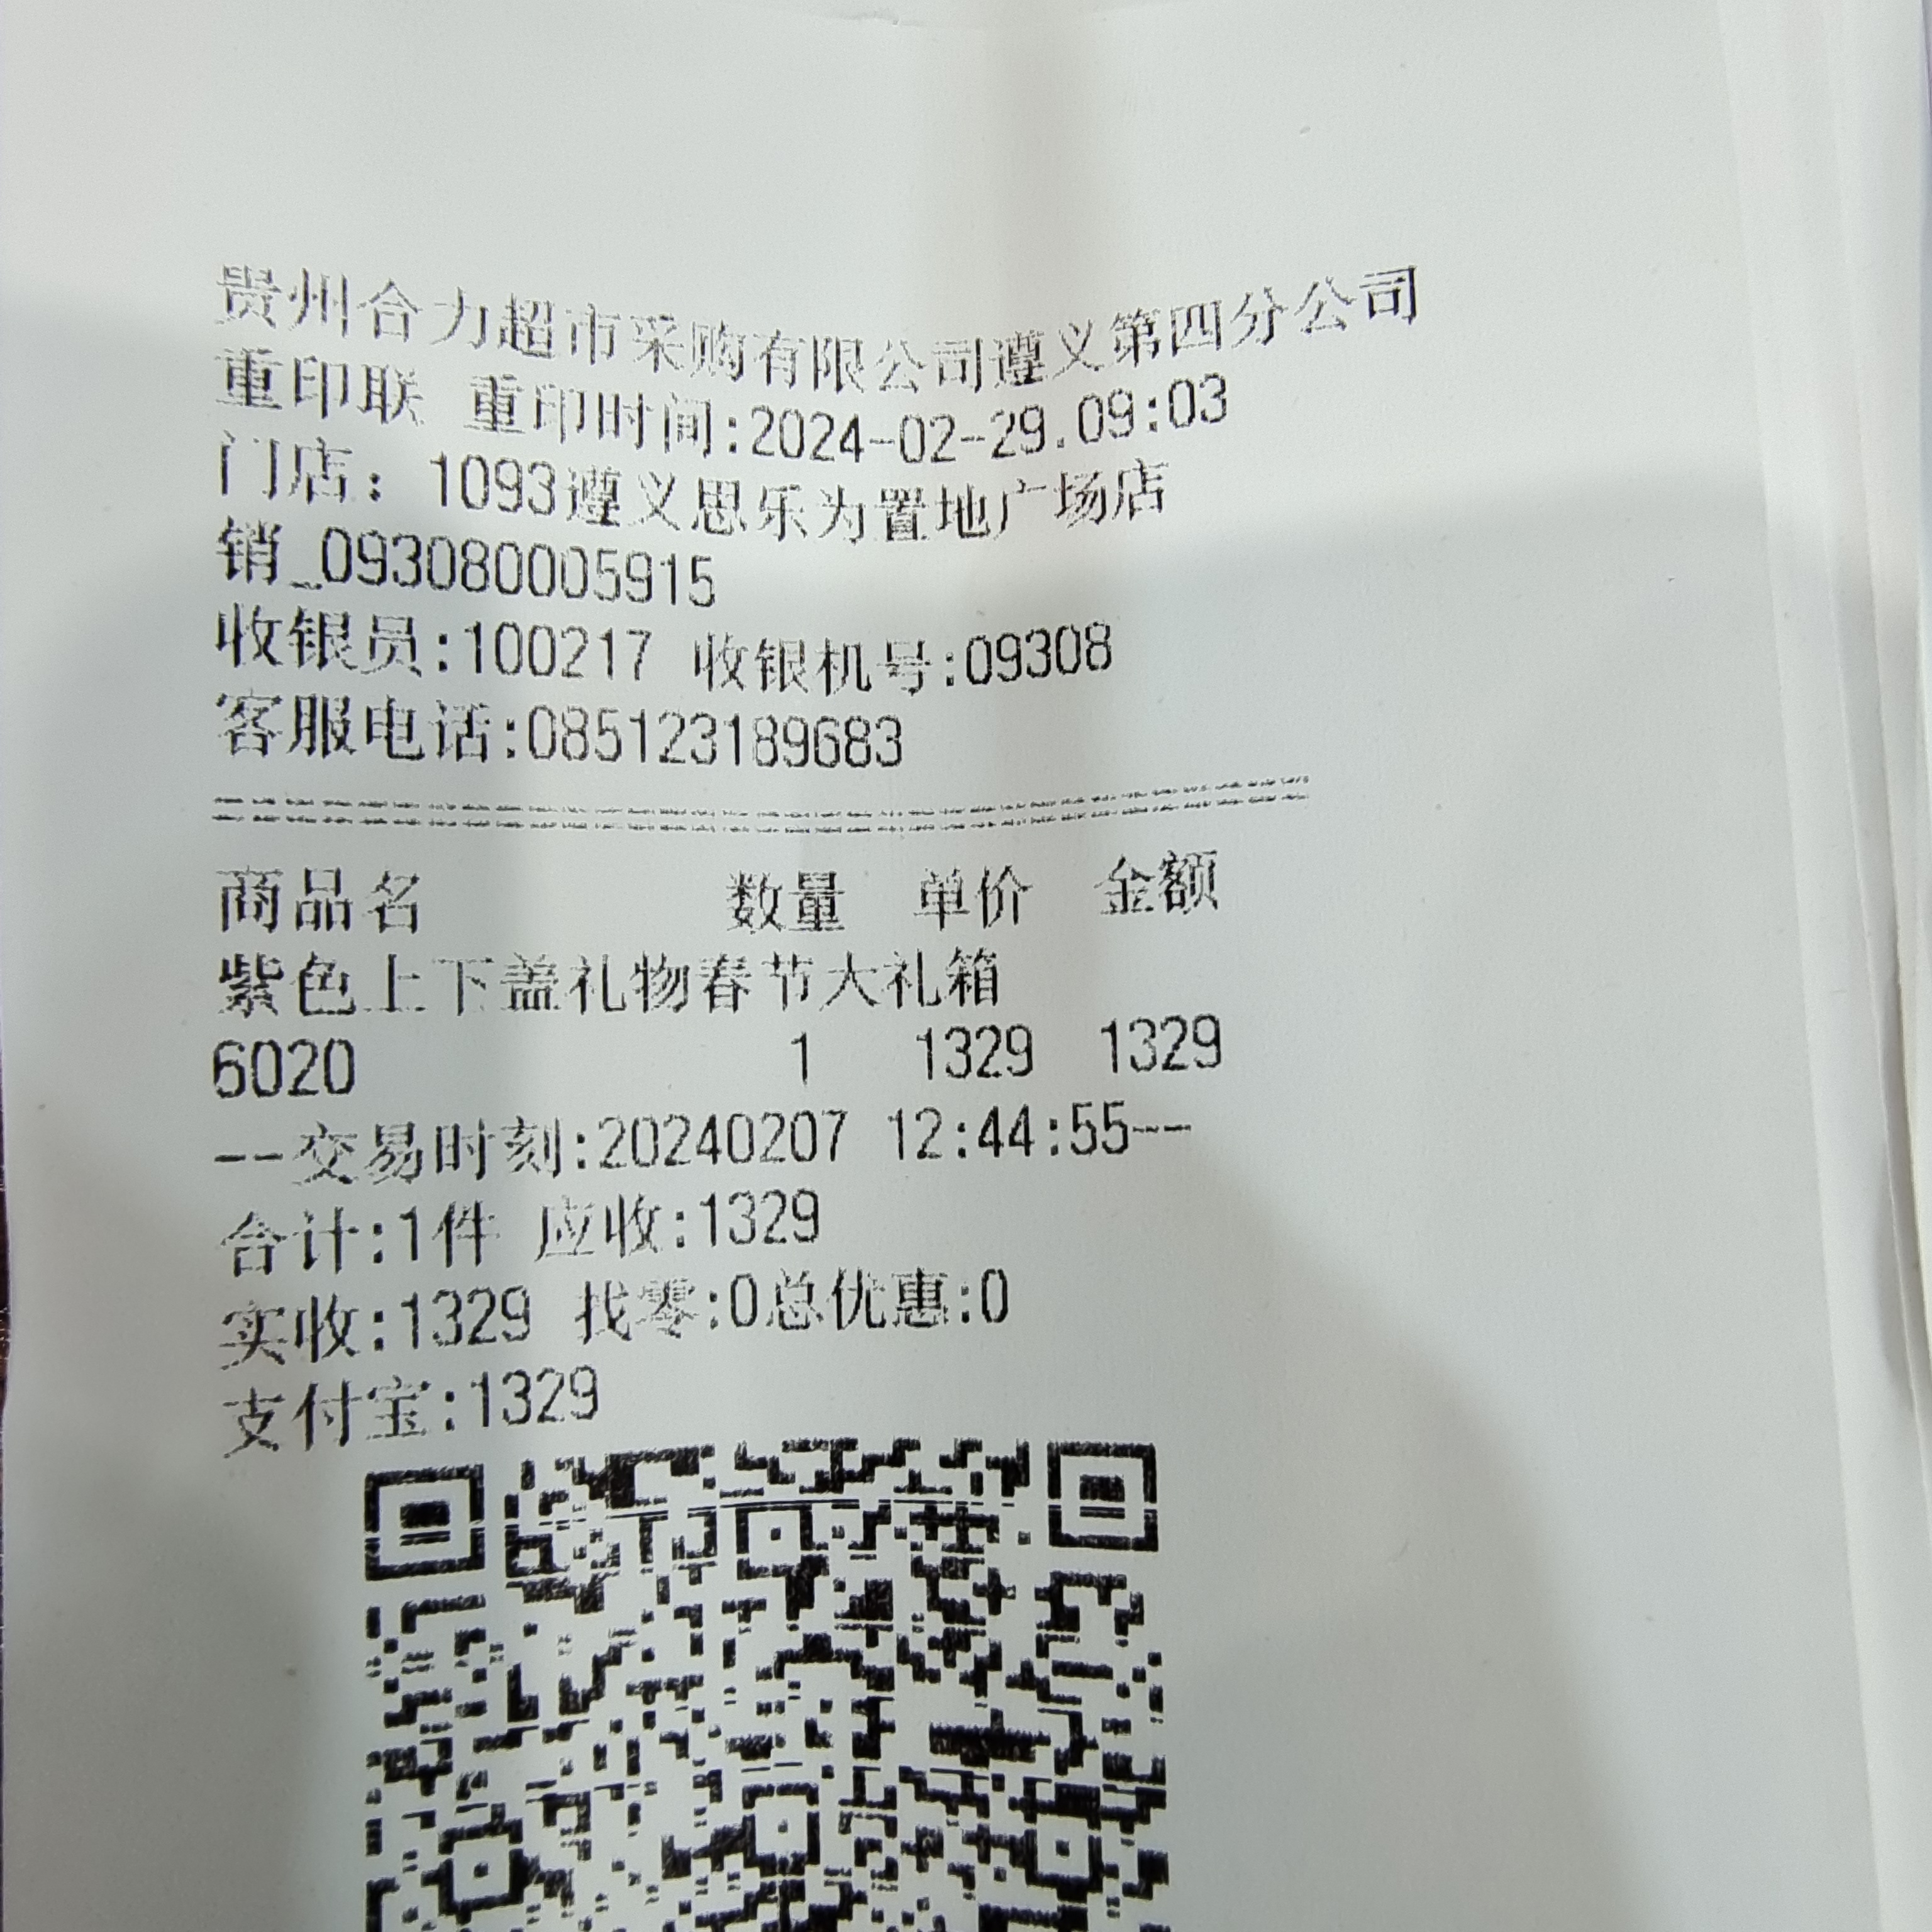 贵州合力超市采购有限公司遵义第四分公司
重印联 重印时间:2024-02-29.09:03
门店: 1093遵义思乐为置地广场店
销_093080005915
收银员:100217 收银机号:09308
客服电话:085123189683
商品名 数量 单价 金额
紫色上下盖礼物春节大礼箱
6020 1 1329 1329
--交易时刻:20240207 12:44:55--
合计:1件 应收:1329
实收:1329 找零:0总优惠:0
支付宝:1329